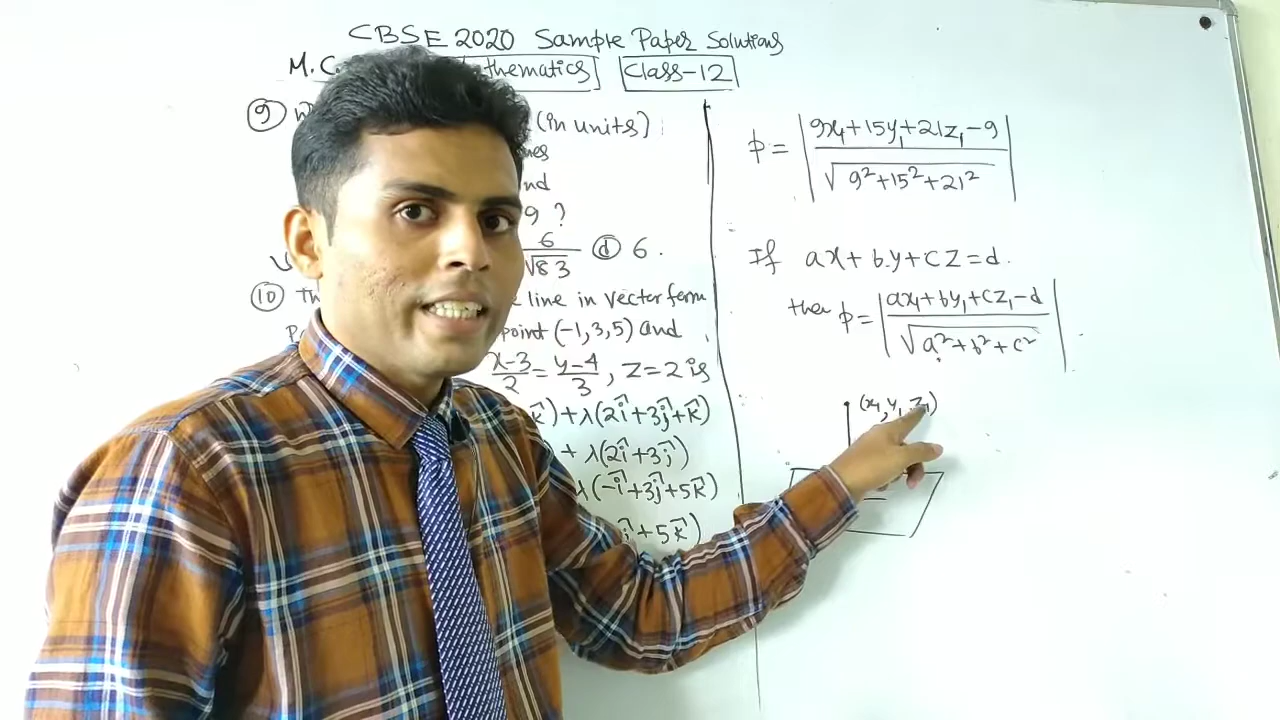 CBSE 2020 Sample Paper Solutions
M.C. thematics Class-12
9 (in units)
nd
9 ?
6/√83 d 6.
10 line in vector form
point (-1,3,5) and
x-3/2 = y-4/3, z=2 is
k̂) + λ(2î+3ĵ+k̂)
+ λ(2î+3ĵ)
λ(-î+3ĵ+5k̂)
î+5k̂)
p = |9x₁+15y₁+21z₁-9 / √9²+15²+21²|
If ax+by+cz=d.
then p = |ax₁+by₁+cz₁-d / √a²+b²+c²|.
(x₁,y₁,z₁)